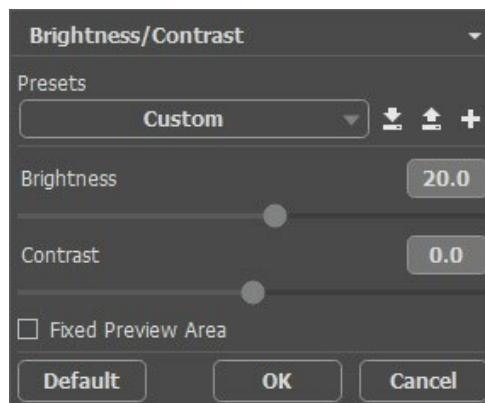 Brightness/Contrast
Presets
Custom
Brightness 20.0
Contrast 0.0
Fixed Preview Area
Default OK Cancel